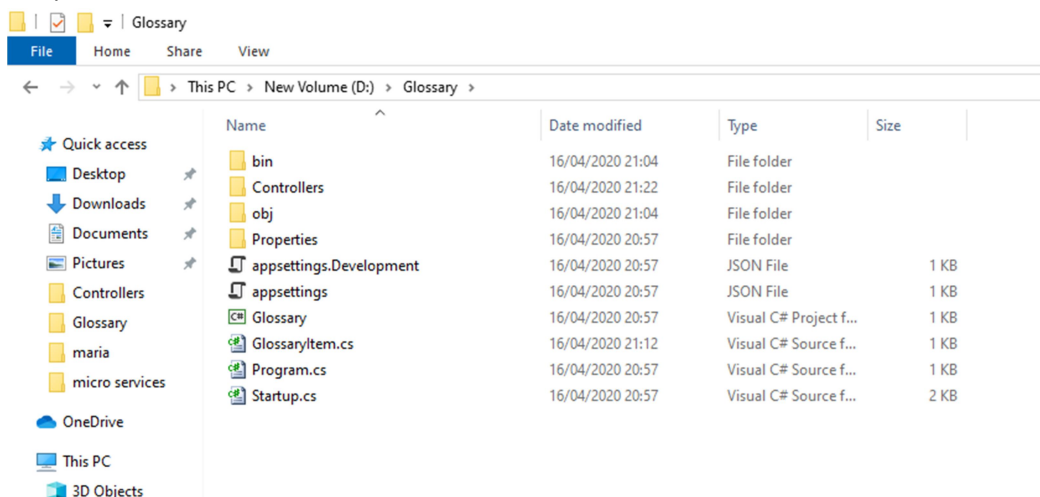 Glossary
File Home Share View
This PC > New Volume (D:) > Glossary >
Name Date modified Type Size
Quick access
Desktop
Downloads
Documents
Pictures
Controllers
Glossary
maria
micro services
OneDrive
This PC
3D Objects
bin 16/04/2020 21:04 File folder
Controllers 16/04/2020 21:22 File folder
obj 16/04/2020 21:04 File folder
Properties 16/04/2020 20:57 File folder
appsettings.Development 16/04/2020 20:57 JSON File 1 KB
appsettings 16/04/2020 20:57 JSON File 1 KB
C# Glossary 16/04/2020 20:57 Visual C# Project f... 1 KB
GlossaryItem.cs 16/04/2020 21:12 Visual C# Source f... 1 KB
Program.cs 16/04/2020 20:57 Visual C# Source f... 1 KB
Startup.cs 16/04/2020 20:57 Visual C# Source f... 2 KB